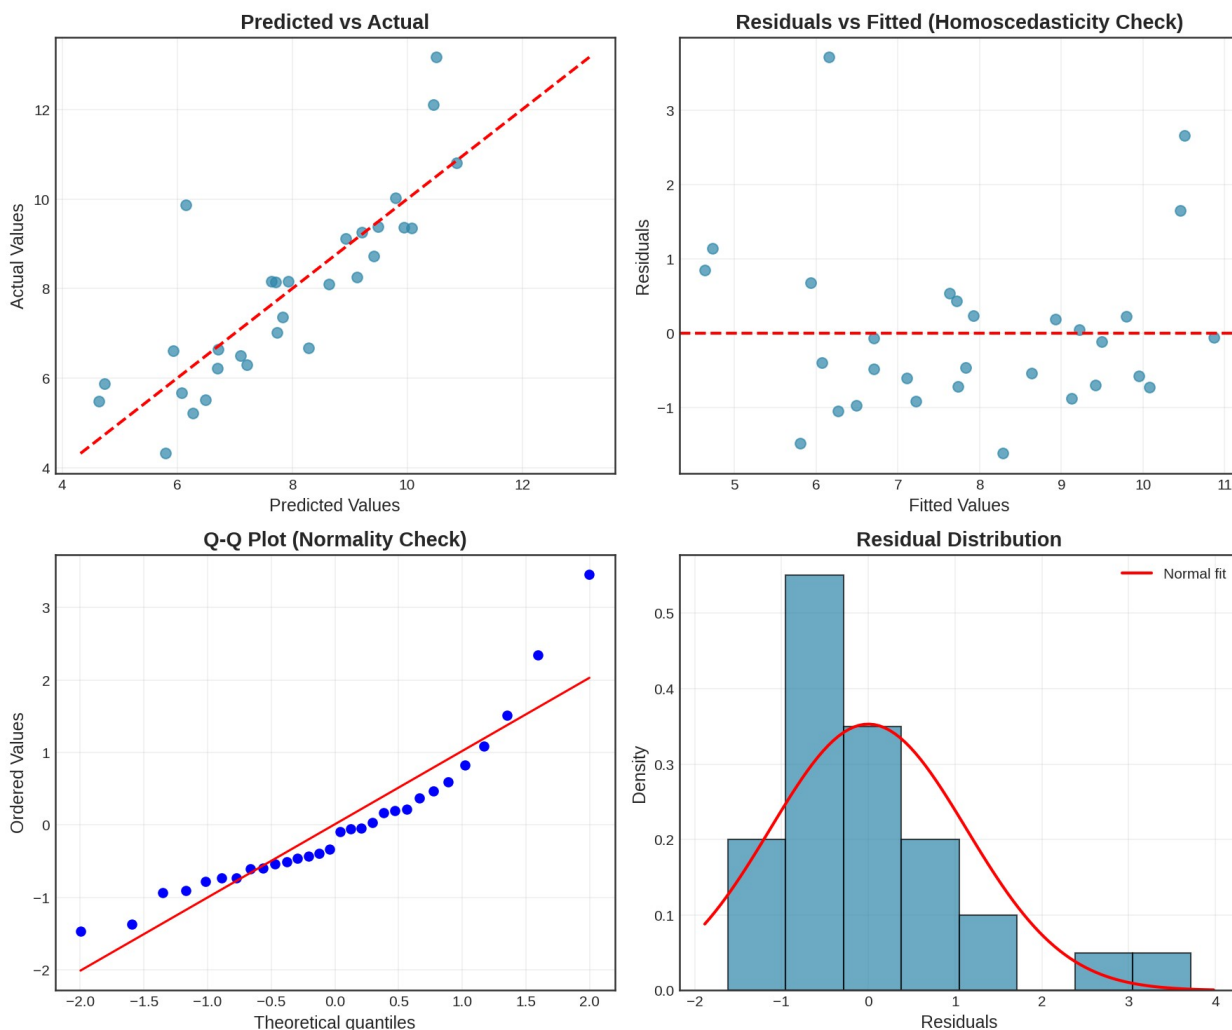 Predicted vs Actual
Actual Values
12
10
8
6
4
4 6 8 10 12
Predicted Values
Residuals vs Fitted (Homoscedasticity Check)
Residuals
3
2
1
0
−1
5 6 7 8 9 10 11
Fitted Values
Q-Q Plot (Normality Check)
Ordered Values
3
2
1
0
−1
−2
−2.0 −1.5 −1.0 −0.5 0.0 0.5 1.0 1.5 2.0
Theoretical quantiles
Residual Distribution
Normal fit
Density
0.5
0.4
0.3
0.2
0.1
0.0
−2 −1 0 1 2 3 4
Residuals